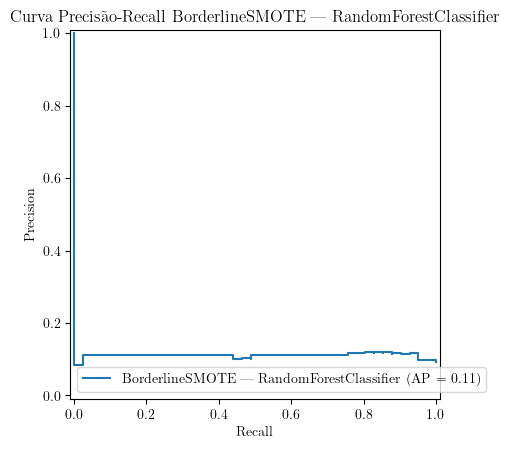 Curva Precisão-Recall BorderlineSMOTE — RandomForestClassifier
1.0
0.8
0.6
0.4
0.2
0.0
Precision
BorderlineSMOTE — RandomForestClassifier (AP = 0.11)
0.0 0.2 0.4 0.6 0.8 1.0
Recall